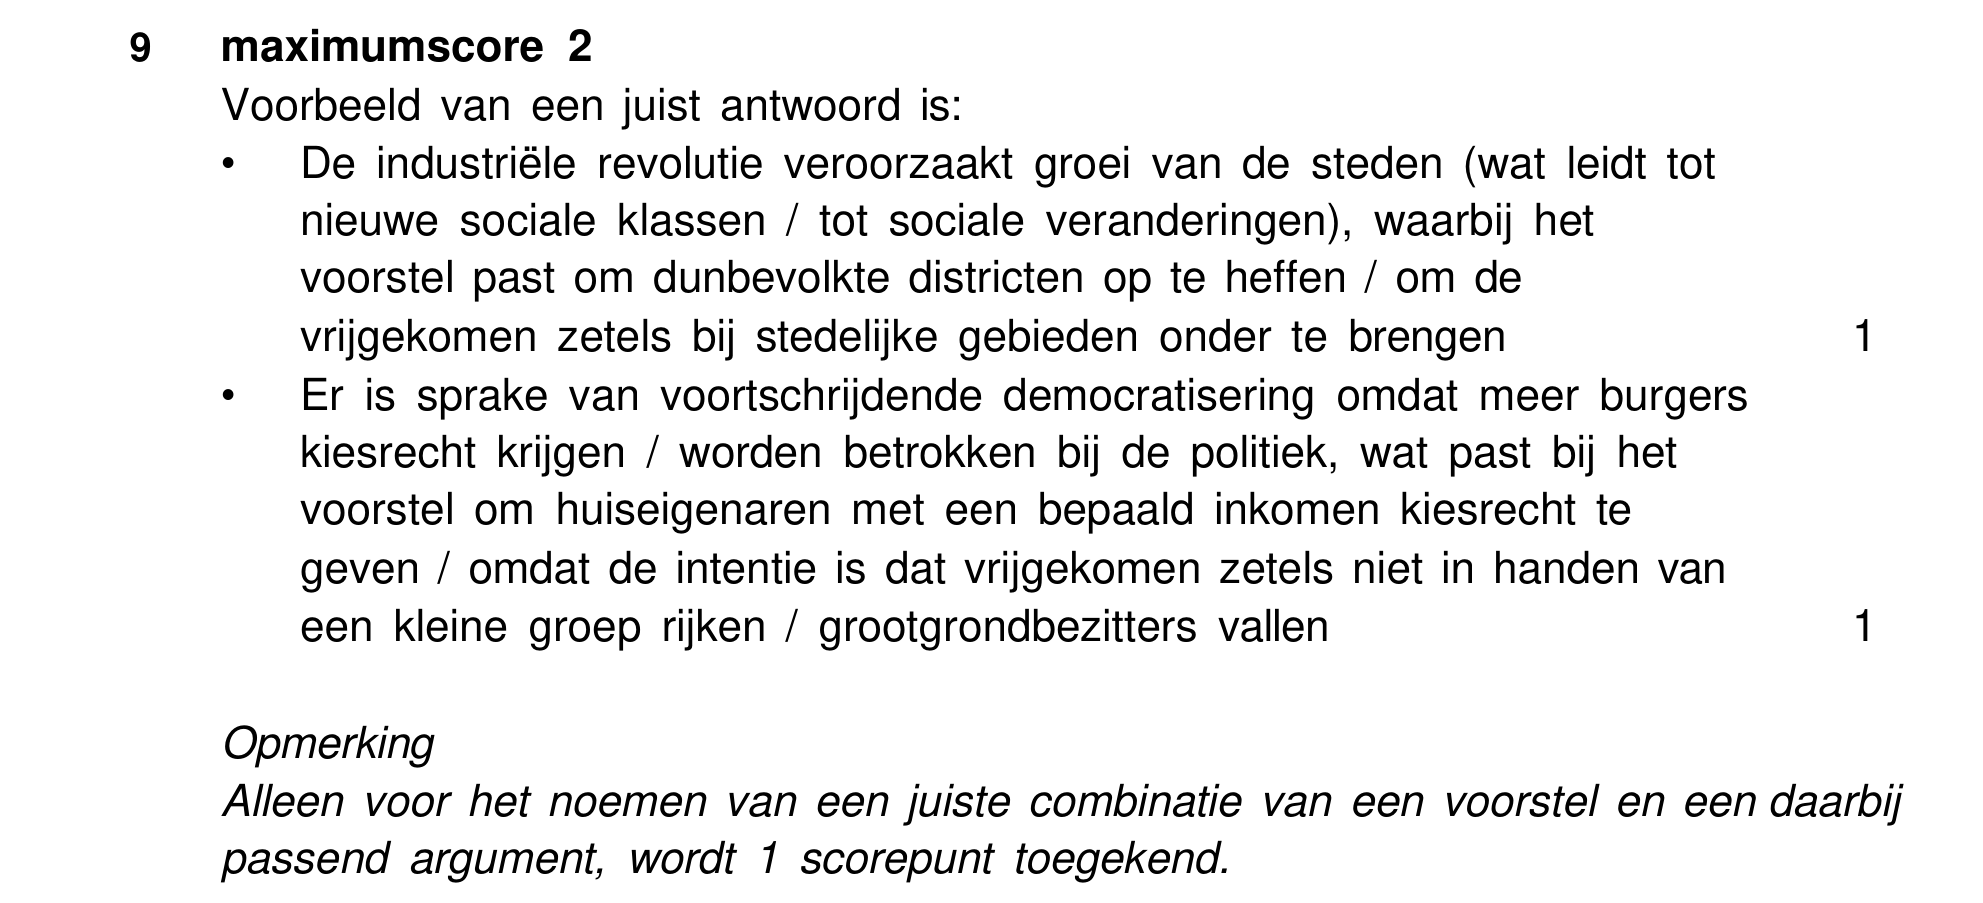 9 maximumscore 2
Voorbeeld van een juist antwoord is:
• De industriële revolutie veroorzaakt groei van de steden (wat leidt tot
nieuwe sociale klassen / tot sociale veranderingen), waarbij het
voorstel past om dunbevolkte districten op te heffen / om de
vrijgekomen zetels bij stedelijke gebieden onder te brengen 1
• Er is sprake van voortschrijdende democratisering omdat meer burgers
kiesrecht krijgen / worden betrokken bij de politiek, wat past bij het
voorstel om huiseigenaren met een bepaald inkomen kiesrecht te
geven / omdat de intentie is dat vrijgekomen zetels niet in handen van
een kleine groep rijken / grootgrondbezitters vallen 1
Opmerking
Alleen voor het noemen van een juiste combinatie van een voorstel en een daarbij
passend argument, wordt 1 scorepunt toegekend.